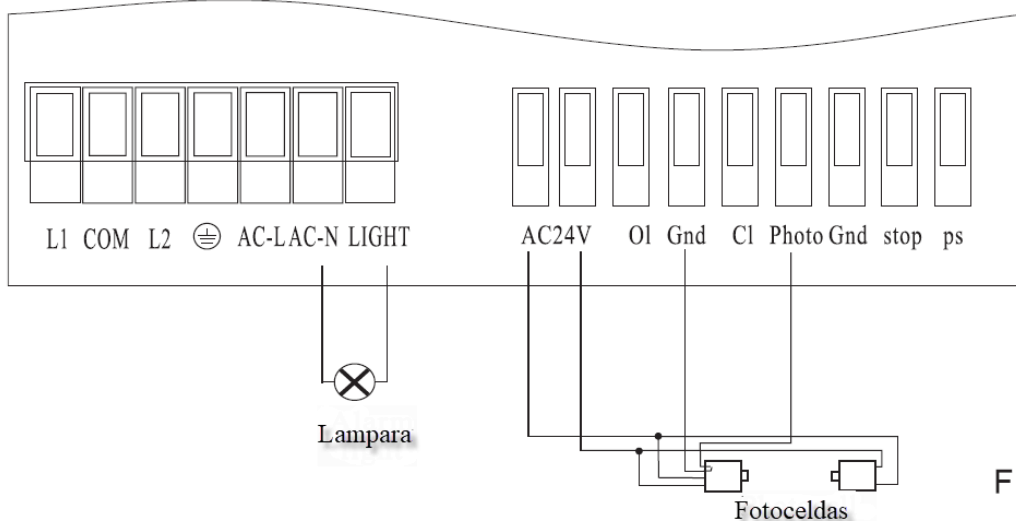 L1 COM L2 AC-L AC-N LIGHT AC24V Ol Gnd Cl Photo Gnd stop ps
Lampara
F
Fotoceldas